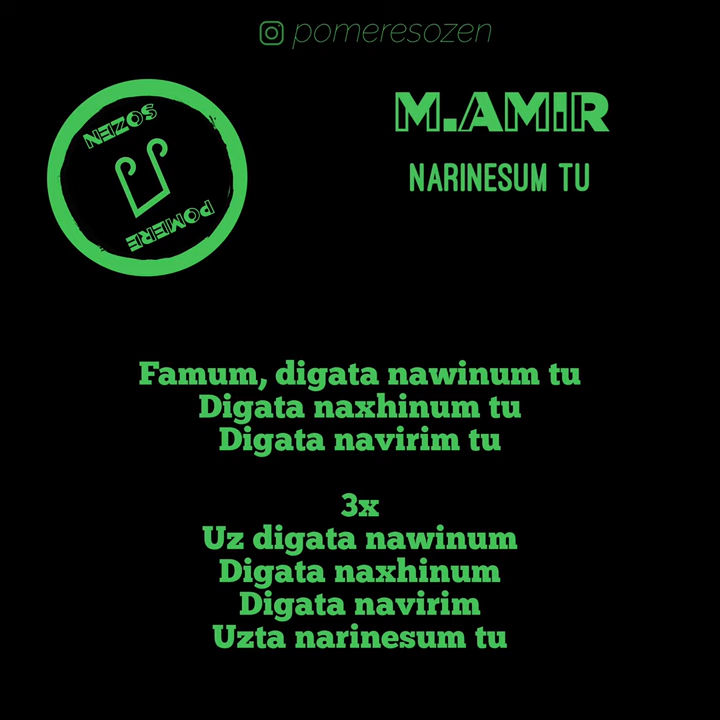 pomeresozen
SOZEN
POMERE
M.AMIR
NARINESUM TU
Famum, digata nawinum tu
Digata naxhinum tu
Digata navirim tu
3x
Uz digata nawinum
Digata naxhinum
Digata navirim
Uzta narinesum tu